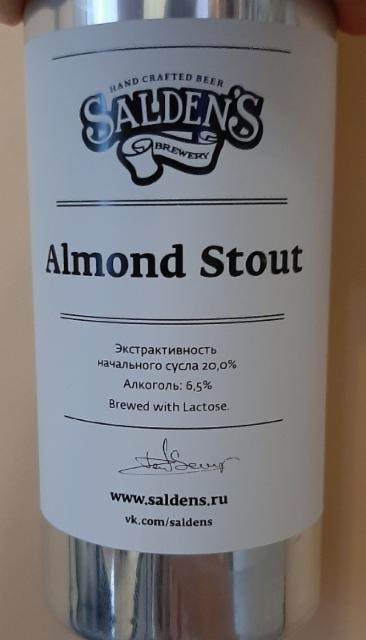 HAND CRAFTED BEER
SALDEN'S
BREWERY
Almond Stout
Экстрактивность
начального сусла 20,0%
Алкоголь: 6,5%
Brewed with Lactose.
www.saldens.ru
vk.com/saldens